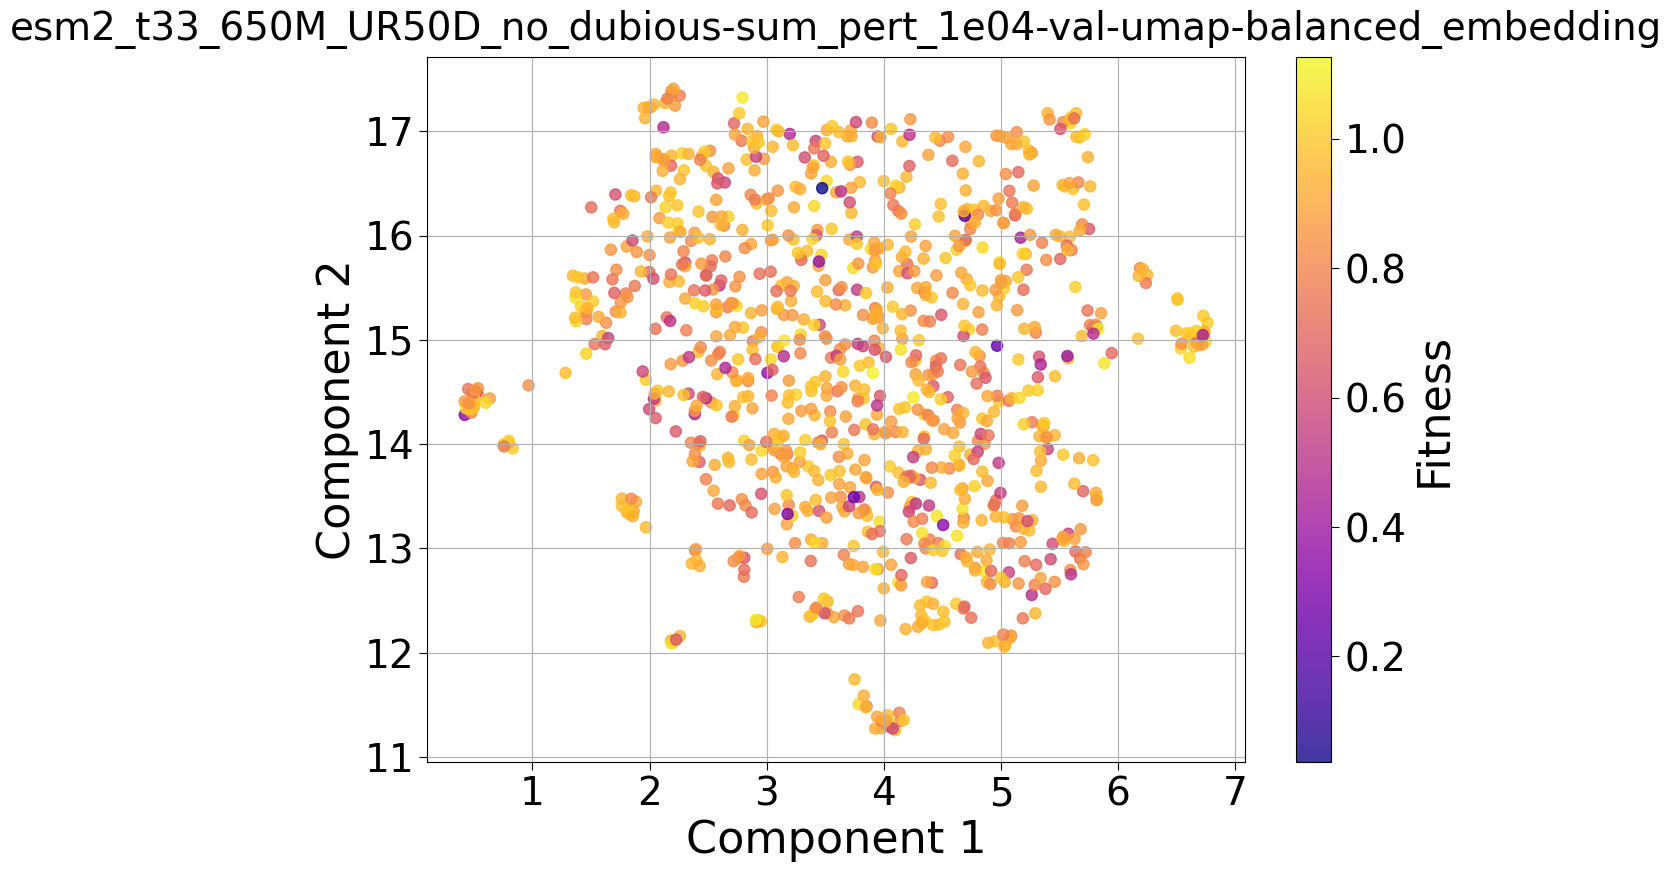 esm2_t33_650M_UR50D_no_dubious-sum_pert_1e04-val-umap-balanced_embedding
17
16
15
14
13
12
11
Component 2
1 2 3 4 5 6 7
Component 1
1.0
0.8
0.6
0.4
0.2
Fitness